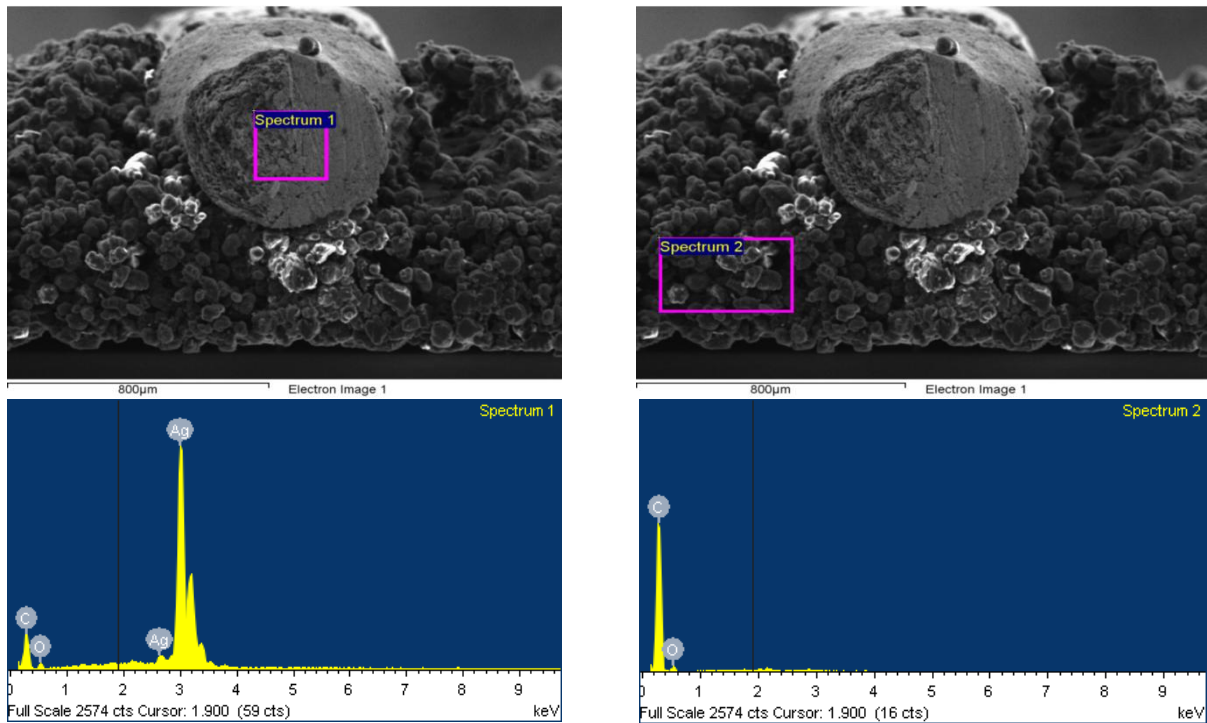 Spectrum 1
800µm Electron Image 1
Spectrum 1
Ag
C
O
Ag
0 1 2 3 4 5 6 7 8 9
Full Scale 2574 cts Cursor: 1.900 (59 cts) keV
Spectrum 2
800µm Electron Image 1
Spectrum 2
C
O
0 1 2 3 4 5 6 7 8 9
Full Scale 2574 cts Cursor: 1.900 (16 cts) keV